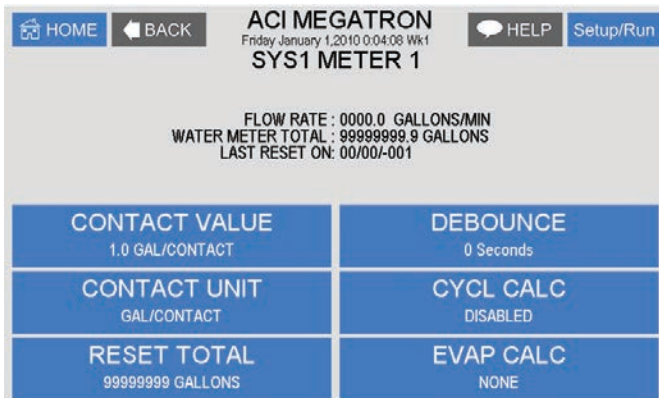 HOME
BACK
ACI MEGATRON
HELP
Setup/Run
Friday January 1,2010 0:04:08 Wk1
SYS1 METER 1
FLOW RATE : 0000.0 GALLONS/MIN
WATER METER TOTAL : 99999999.9 GALLONS
LAST RESET ON: 00/00/-001
CONTACT VALUE
1.0 GAL/CONTACT
DEBOUNCE
0 Seconds
CONTACT UNIT
GAL/CONTACT
CYCL CALC
DISABLED
RESET TOTAL
99999999 GALLONS
EVAP CALC
NONE